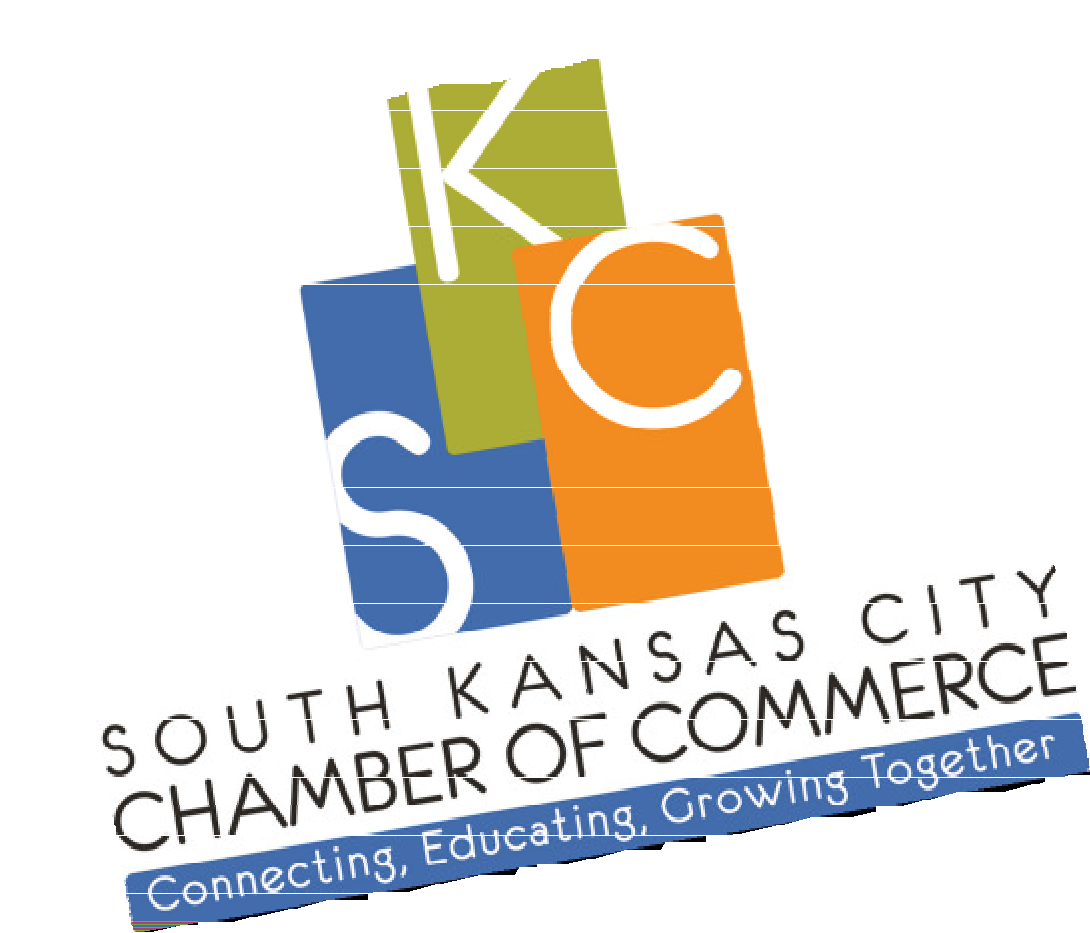 K
S C
SOUTH KANSAS CITY
CHAMBER OF COMMERCE
Connecting, Educating, Growing Together